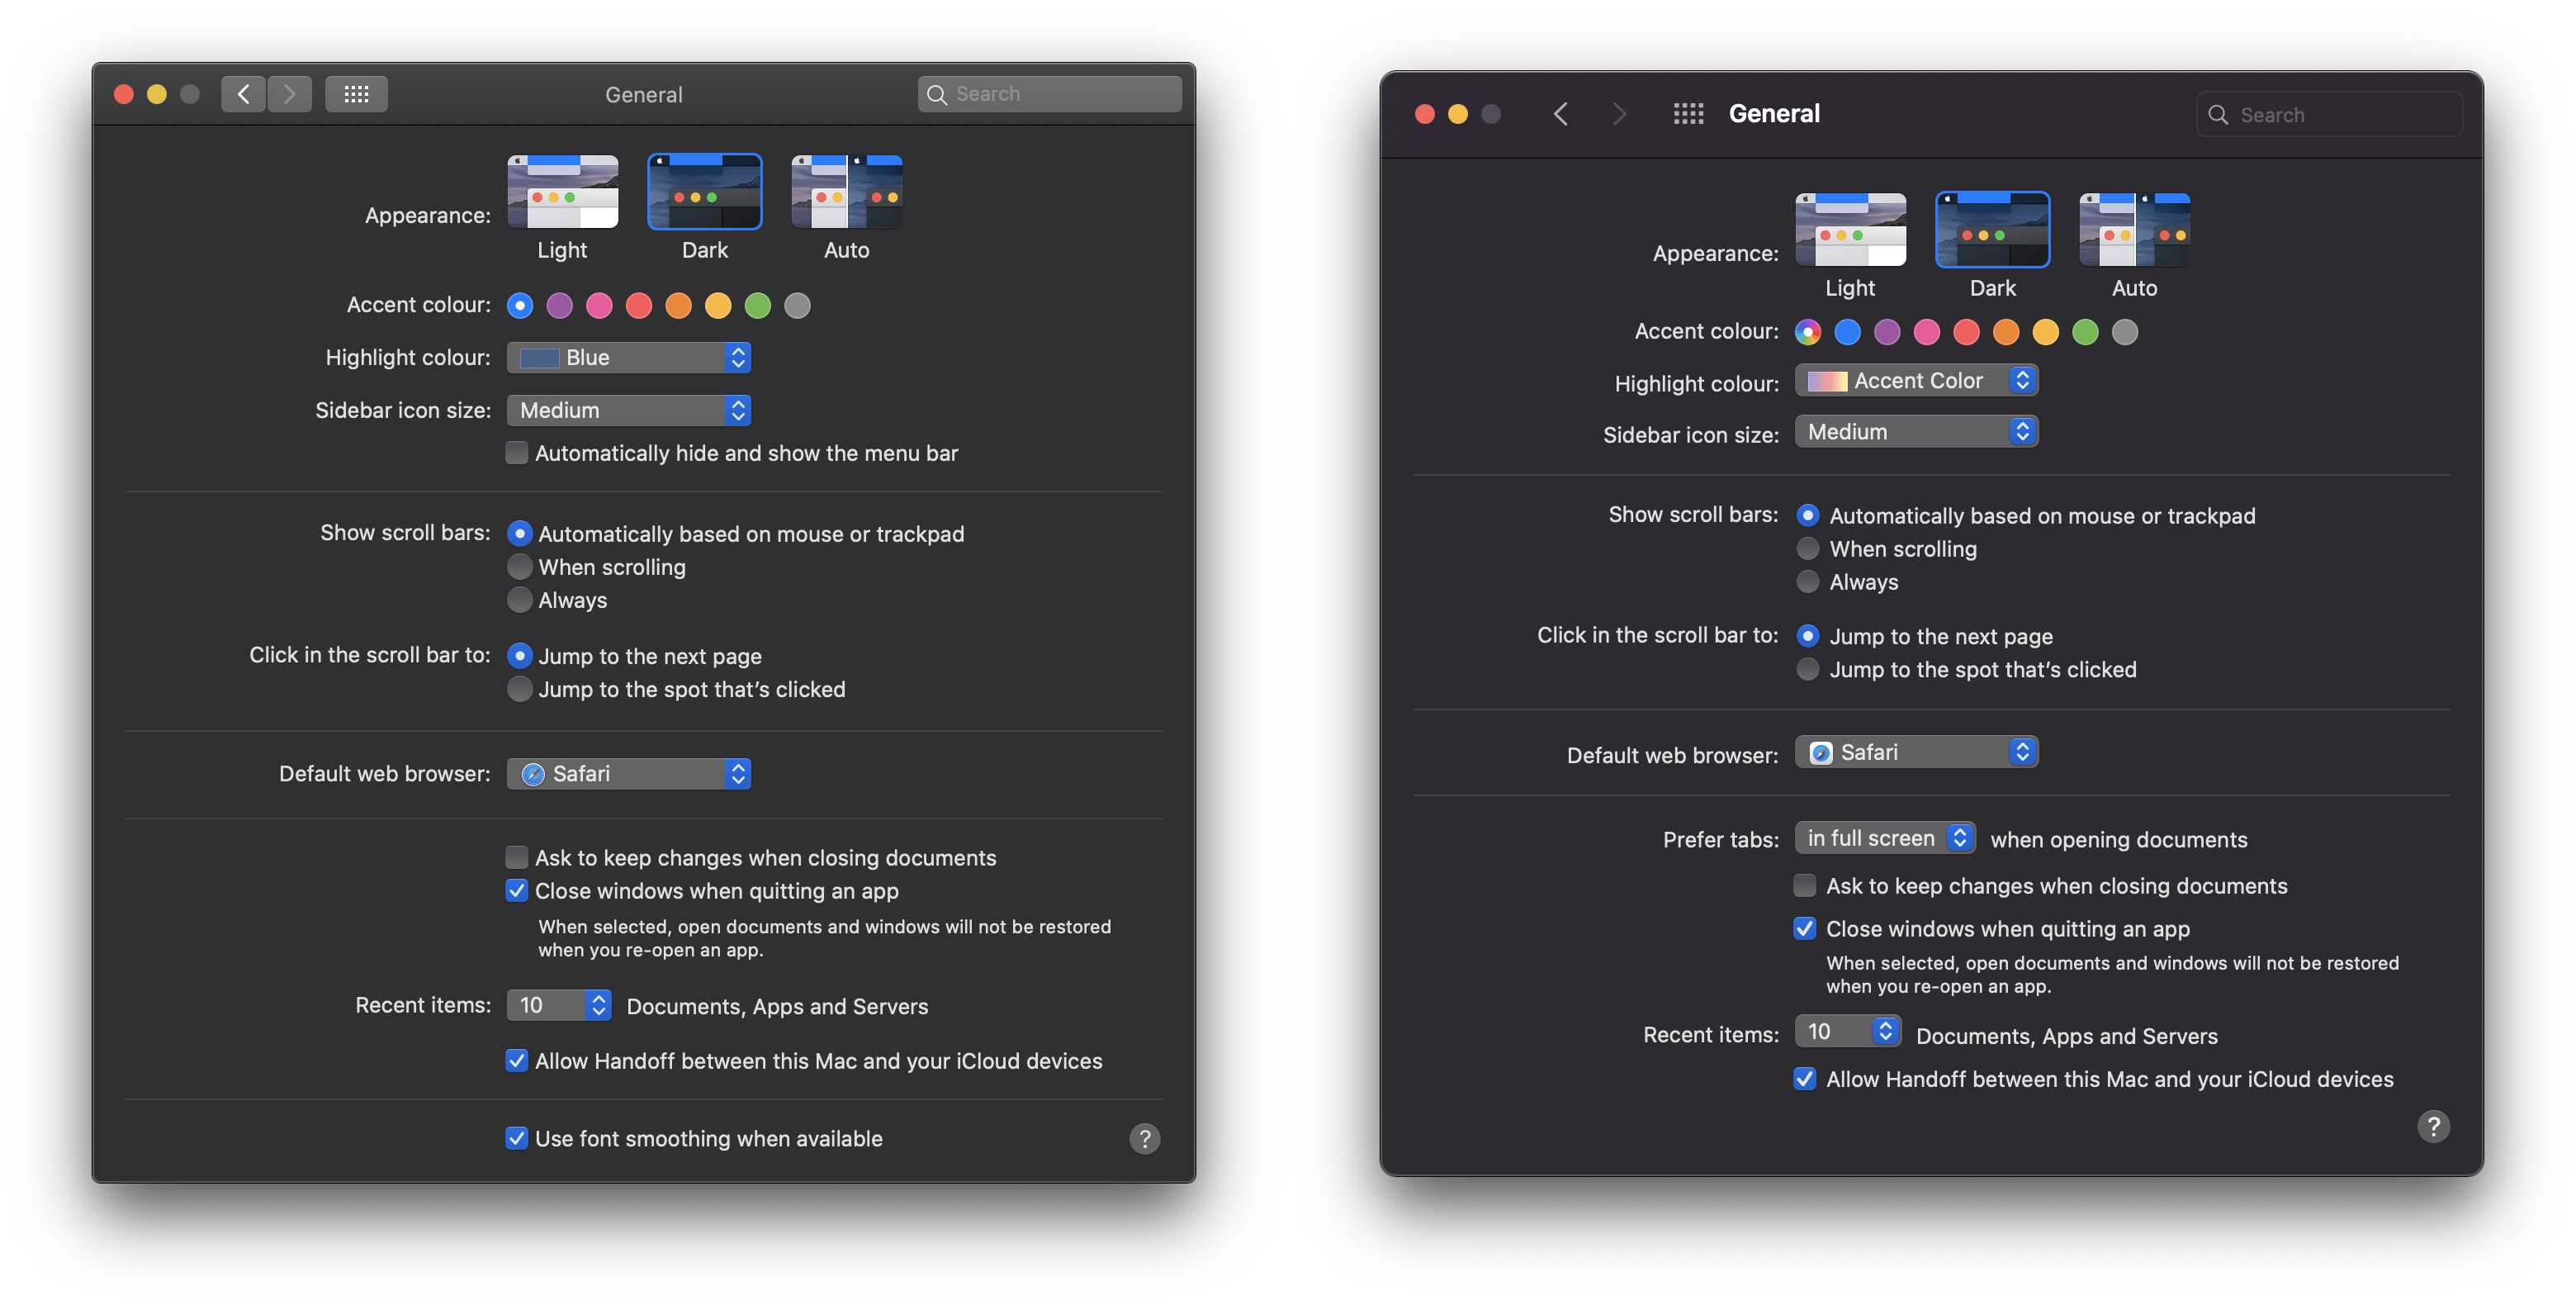 General
Search
Appearance:
Light Dark Auto
Accent colour:
Highlight colour: Blue
Sidebar icon size: Medium
Automatically hide and show the menu bar
Show scroll bars: Automatically based on mouse or trackpad
When scrolling
Always
Click in the scroll bar to: Jump to the next page
Jump to the spot that’s clicked
Default web browser: Safari
Ask to keep changes when closing documents
Close windows when quitting an app
When selected, open documents and windows will not be restored
when you re-open an app.
Recent items: 10 Documents, Apps and Servers
Allow Handoff between this Mac and your iCloud devices
Use font smoothing when available
?
General
Search
Appearance:
Light Dark Auto
Accent colour:
Highlight colour: Accent Color
Sidebar icon size: Medium
Show scroll bars: Automatically based on mouse or trackpad
When scrolling
Always
Click in the scroll bar to: Jump to the next page
Jump to the spot that’s clicked
Default web browser: Safari
Prefer tabs: in full screen when opening documents
Ask to keep changes when closing documents
Close windows when quitting an app
When selected, open documents and windows will not be restored
when you re-open an app.
Recent items: 10 Documents, Apps and Servers
Allow Handoff between this Mac and your iCloud devices
?